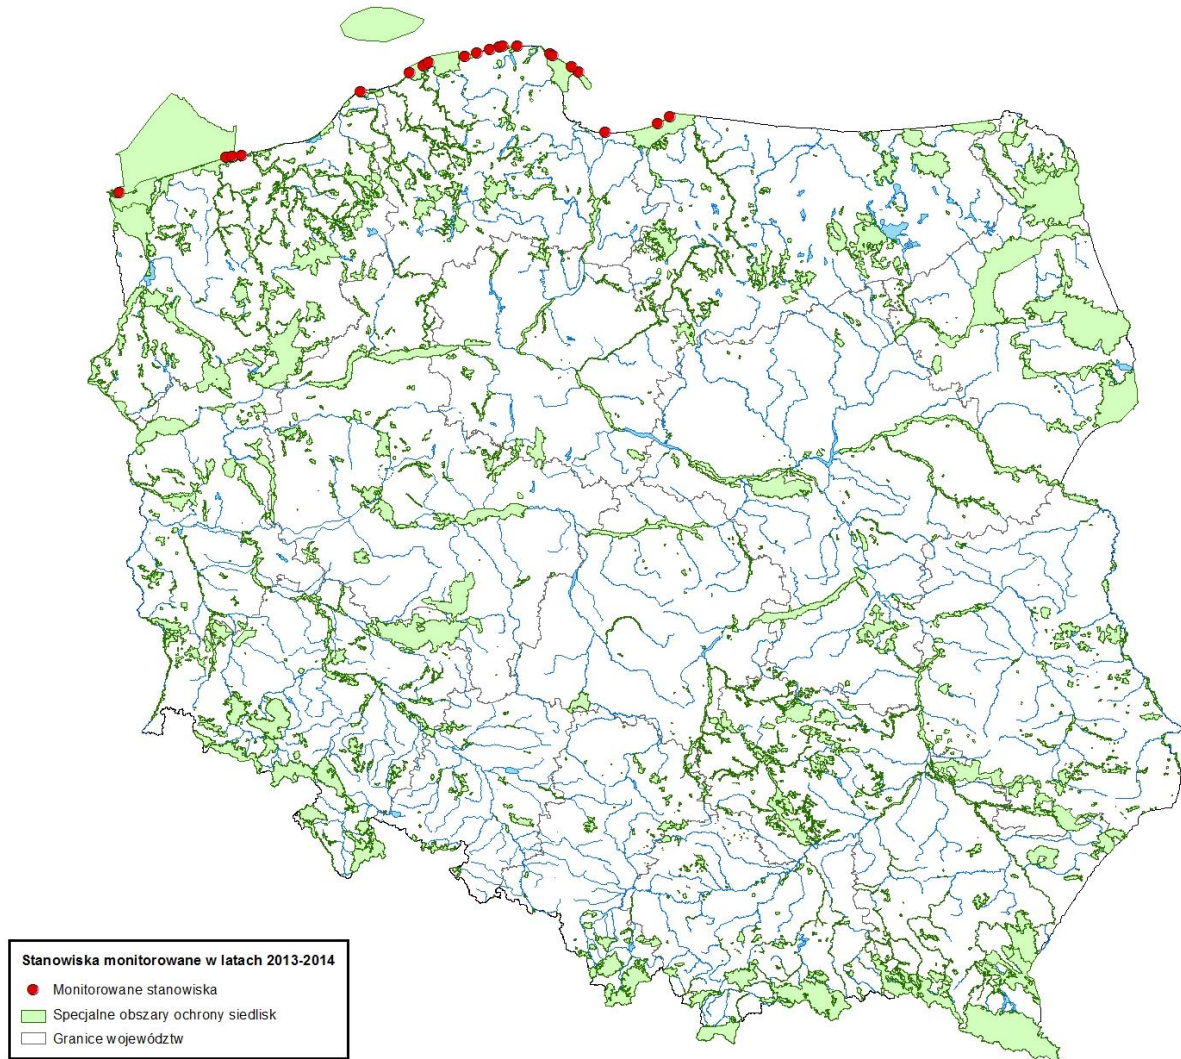 Stanowiska monitorowane w latach 2013-2014
Monitorowane stanowiska
Specjalne obszary ochrony siedlisk
Granice województw